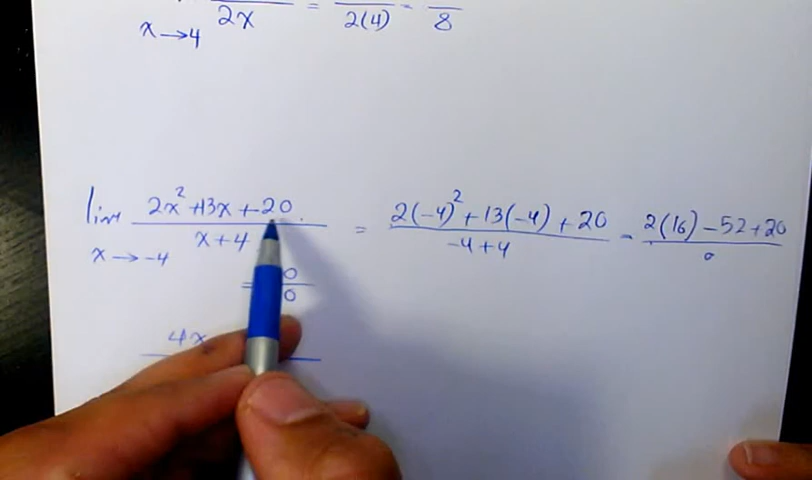 2x = 2(4) = 8
x→4
lim 2x² + 13x + 20 / x + 4 = 2(-4)² + 13(-4) + 20 / -4 + 4 = 2(16) - 52 + 20 / 0
x → -4
= 0 / 0
4x